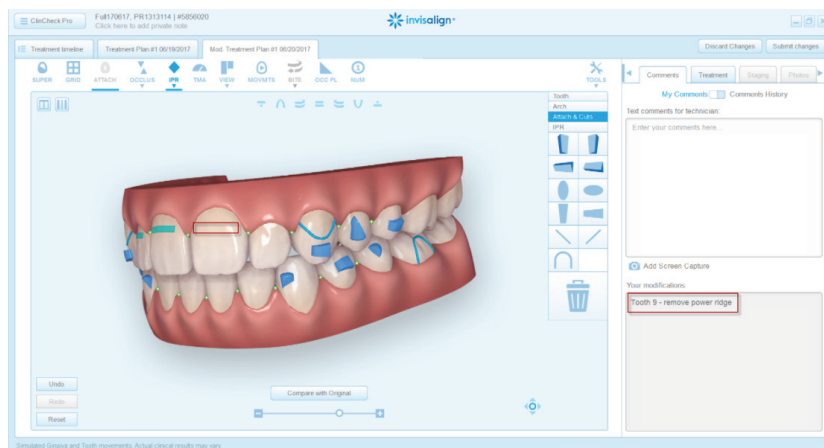 ClinCheck Pro
Full170617, PR1313114 | #5856020
Click here to add private note
invisalign
Treatment timeline
Treatment Plan #1 06/19/2017
Mod. Treatment Plan #1 06/20/2017
Discard Changes
Submit changes
SUPER
GRID
ATTACH
OCCLUS
IPR
TMA
VIEW
MOVMTS
BITE
OCC PL
1
NUM
TOOLS
Comments
Treatment
Staging
Photos
My Comments
Comments History
Text comments for technician:
Enter your comments here...
Tooth
Arch
Attach & Cuts
IPR
Add Screen Capture
Your modifications
Tooth 9 - remove power ridge
Undo
Redo
Reset
Compare with Original
Simulated Gingiva and Tooth movements. Actual clinical results may vary